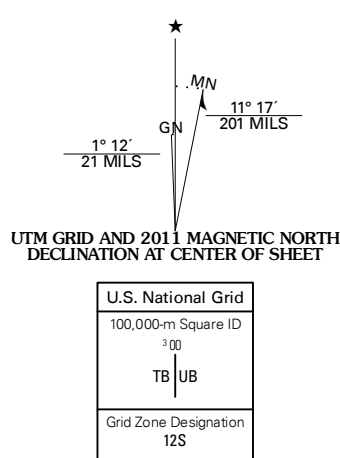 ★
MN
11° 17´
201 MILS
GN
1° 12´
21 MILS
UTM GRID AND 2011 MAGNETIC NORTH
DECLINATION AT CENTER OF SHEET
U.S. National Grid
100,000-m Square ID
³00
TB UB
Grid Zone Designation
12S